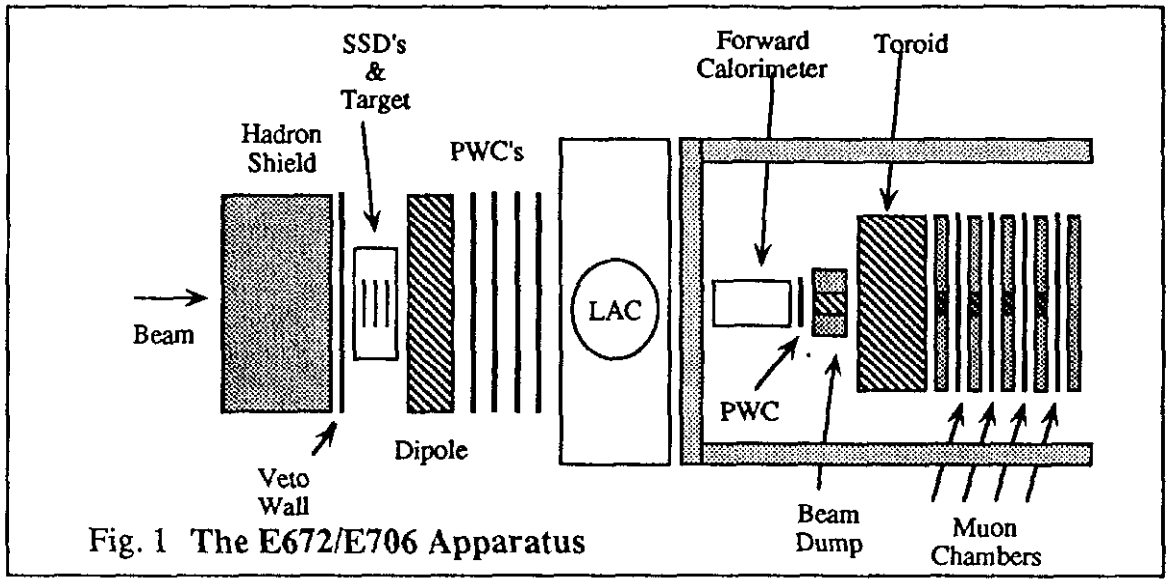 SSD's
&
Target
Forward
Calorimeter
Toroid
Hadron
Shield
PWC's
LAC
Beam
PWC
Dipole
Veto
Wall
Beam
Dump
Muon
Chambers
Fig. 1 The E672/E706 Apparatus